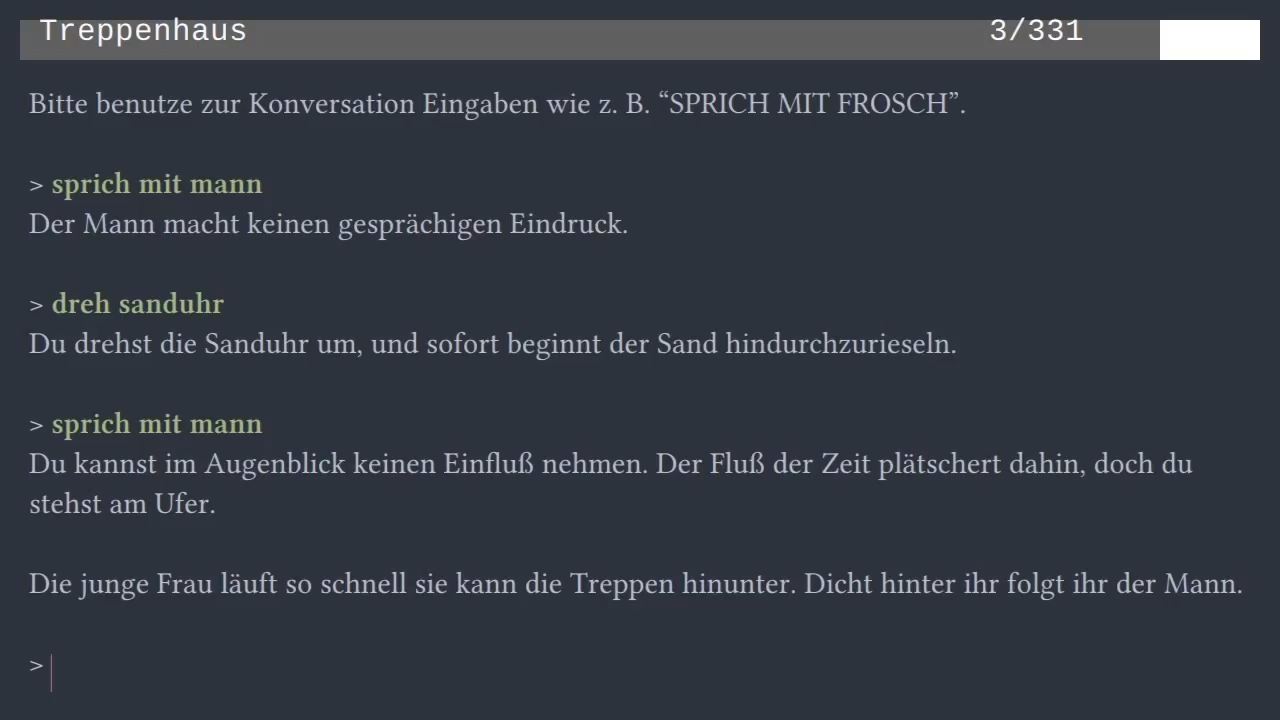 Treppenhaus 3/331
Bitte benutze zur Konversation Eingaben wie z. B. “SPRICH MIT FROSCH”.
> sprich mit mann
Der Mann macht keinen gesprächigen Eindruck.
> dreh sanduhr
Du drehst die Sanduhr um, und sofort beginnt der Sand hindurchzurieseln.
> sprich mit mann
Du kannst im Augenblick keinen Einfluß nehmen. Der Fluß der Zeit plätschert dahin, doch du
stehst am Ufer.
Die junge Frau läuft so schnell sie kann die Treppen hinunter. Dicht hinter ihr folgt ihr der Mann.
>